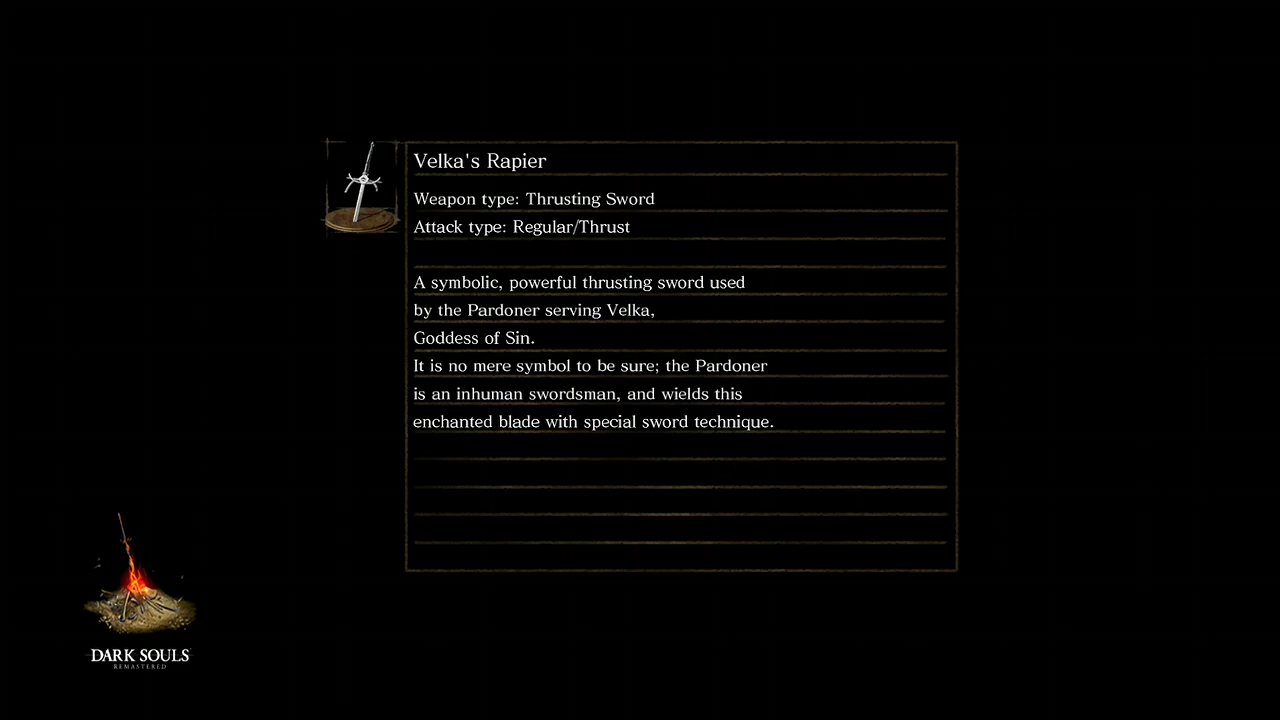 Velka's Rapier
Weapon type: Thrusting Sword
Attack type: Regular/Thrust
A symbolic, powerful thrusting sword used
by the Pardoner serving Velka,
Goddess of Sin.
It is no mere symbol to be sure; the Pardoner
is an inhuman swordsman, and wields this
enchanted blade with special sword technique.
DARK SOULS
REMASTERED